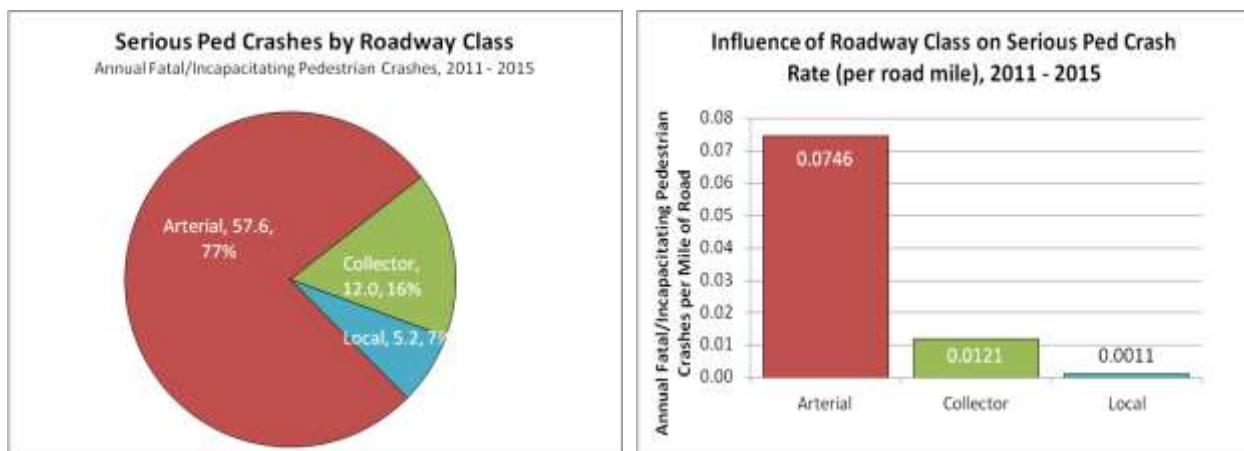 Serious Ped Crashes by Roadway Class
Annual Fatal/Incapacitating Pedestrian Crashes, 2011 - 2015
Arterial, 57.6,
77%
Collector,
12.0, 16%
Local, 5.2, 7%
Influence of Roadway Class on Serious Ped Crash
Rate (per road mile), 2011 - 2015
Annual Fatal/Incapacitating Pedestrian
Crashes per Mile of Road
0.08
0.07
0.06
0.05
0.04
0.03
0.02
0.01
0.00
0.0746
0.0121
0.0011
Arterial
Collector
Local